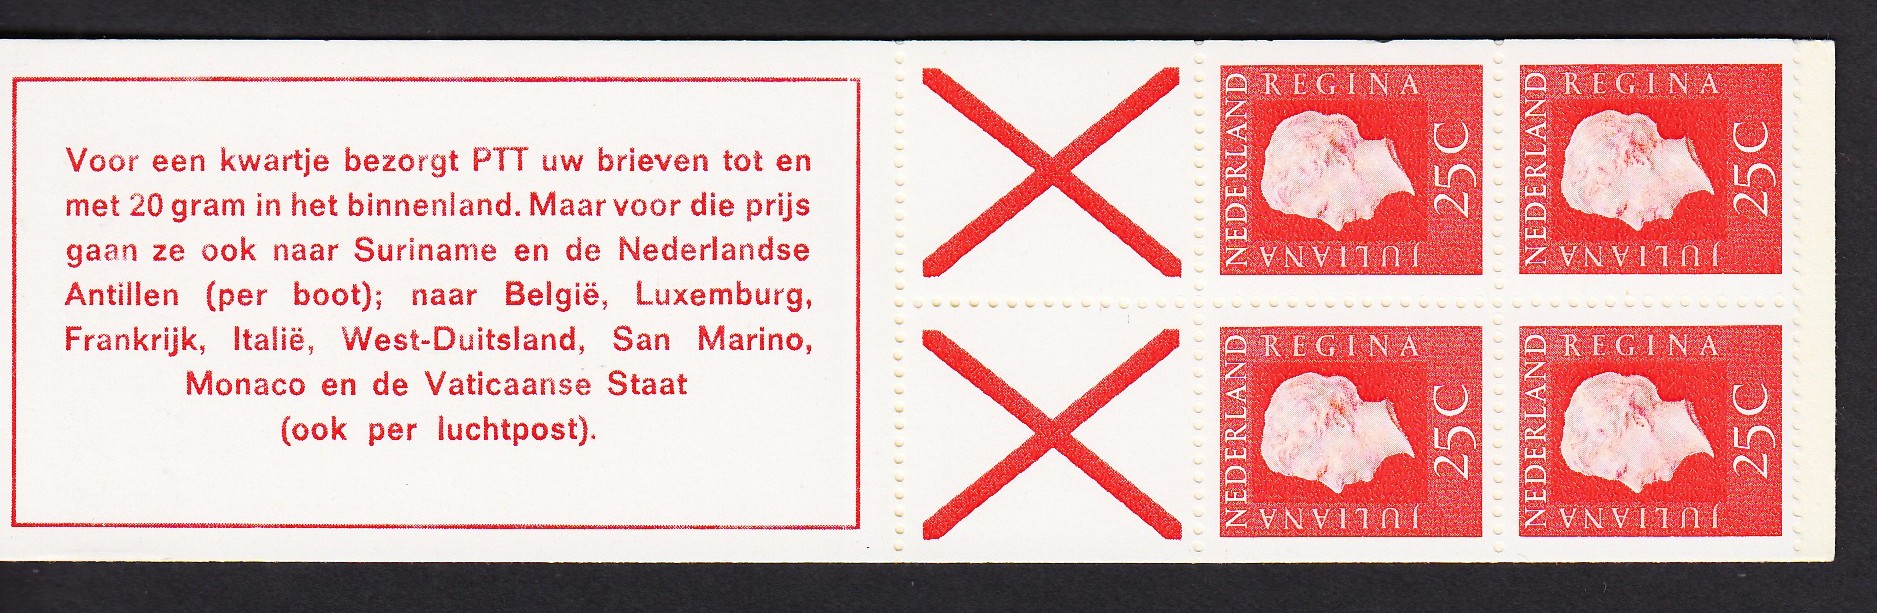 Voor een kwartje bezorgt PTT uw brieven tot en
met 20 gram in het binnenland. Maar voor die prijs
gaan ze ook naar Suriname en de Nederlandse
Antillen (per boot); naar België, Luxemburg,
Frankrijk, Italië, West-Duitsland, San Marino,
Monaco en de Vaticaanse Staat
(ook per luchtpost).
NEDERLAND
REGINA
25C
JULIANA
NEDERLAND
REGINA
25C
JULIANA
NEDERLAND
REGINA
25C
JULIANA
NEDERLAND
REGINA
25C
JULIANA